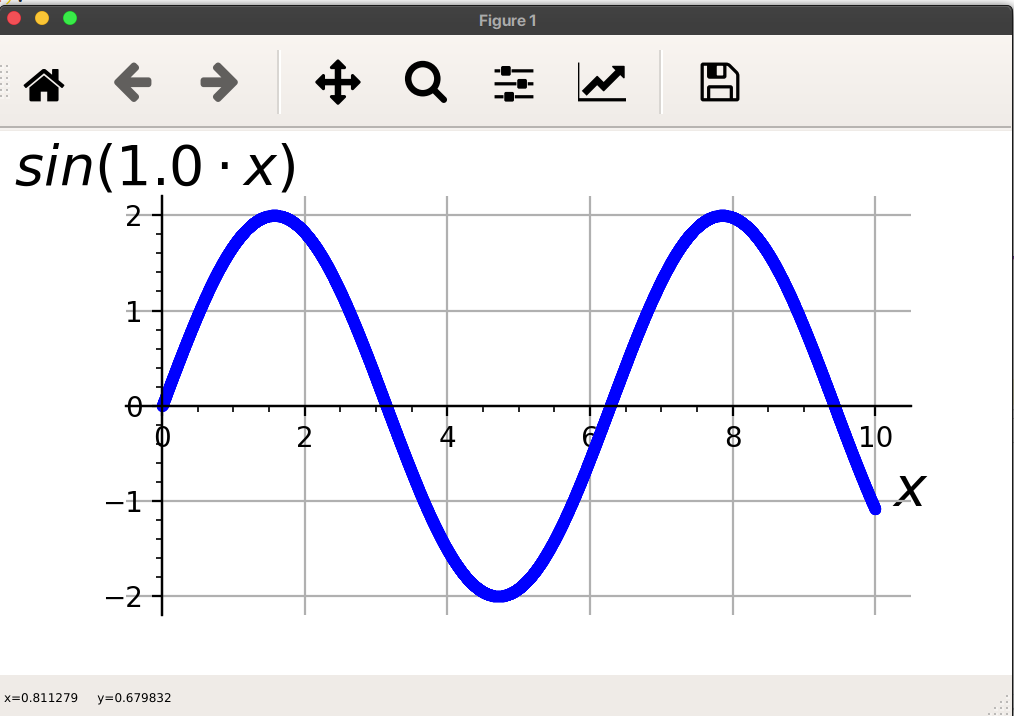 Figure 1
sin(1.0 · x)
2
1
0
−1
−2
0 2 4 6 8 10
x
x=0.811279 y=0.679832